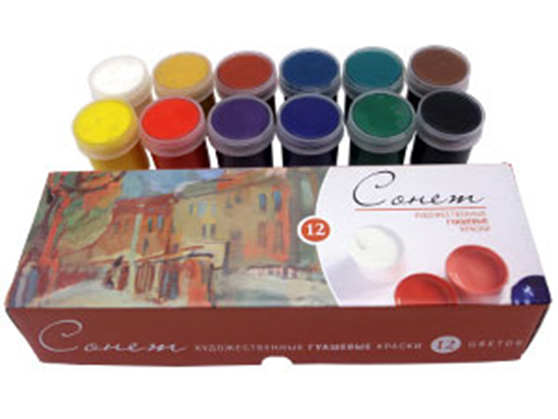 Сонет
ХУДОЖЕСТВЕННЫЕ
ГУАШЕВЫЕ
КРАСКИ
12
Сонет ХУДОЖЕСТВЕННЫЕ ГУАШЕВЫЕ КРАСКИ 12 ЦВЕТОВ